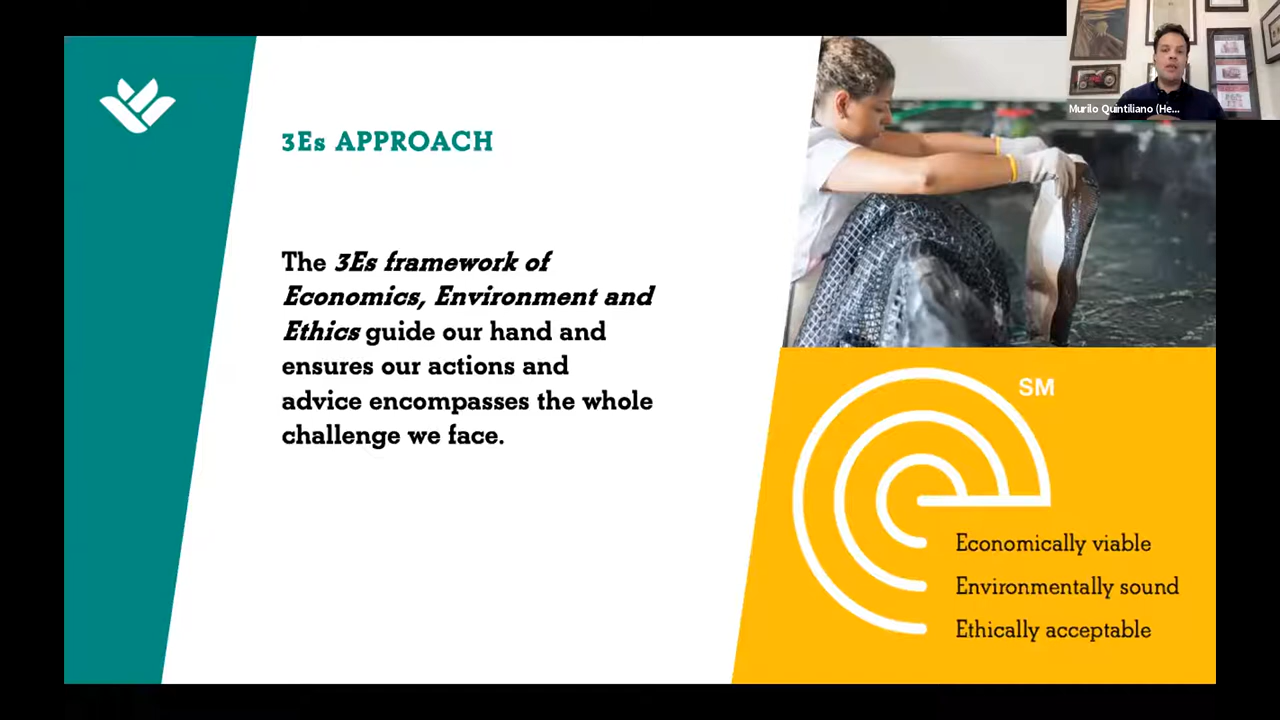 Murilo Quintiliano (He...
3Es APPROACH
The 3Es framework of
Economics, Environment and
Ethics guide our hand and
ensures our actions and
advice encompasses the whole
challenge we face.
SM
Economically viable
Environmentally sound
Ethically acceptable